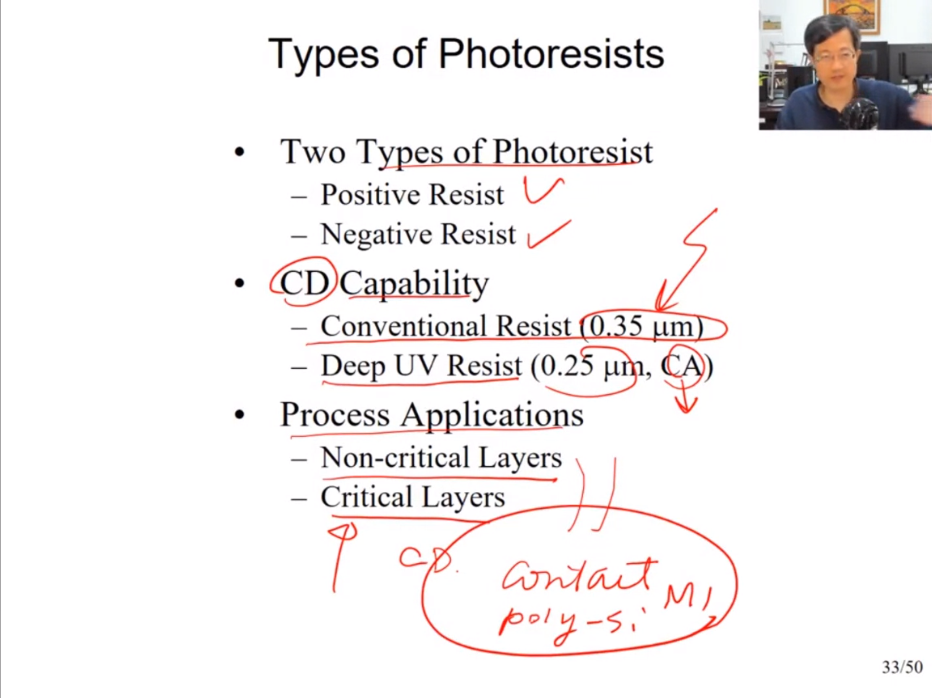 Types of Photoresists
• Two Types of Photoresist
– Positive Resist
– Negative Resist
• CD Capability
– Conventional Resist (0.35 μm)
– Deep UV Resist (0.25 μm, CA)
• Process Applications
– Non-critical Layers
– Critical Layers
CD.
Contact
poly-Si M1,
33/50